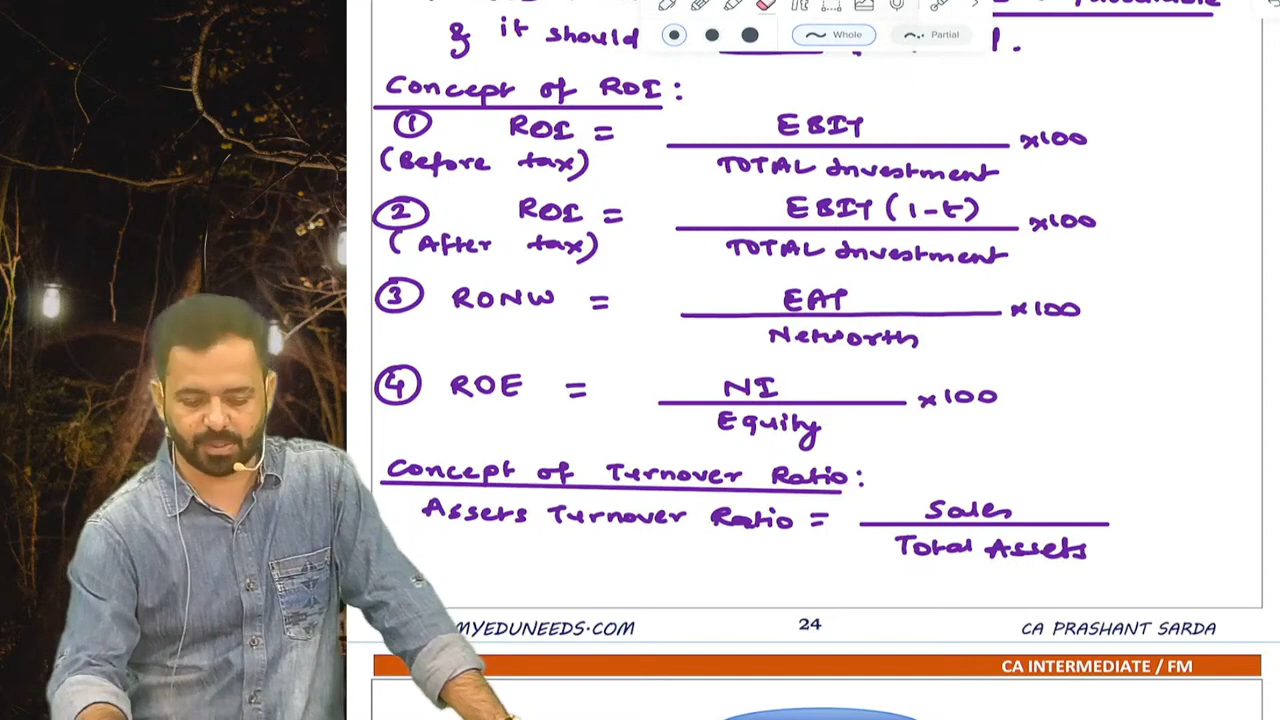 & it should
Whole
Partial
Concept of ROI :
① ROI = EBIT ×100
(Before tax) TOTAL Investment
② ROI = EBIT (1-t) ×100
(After tax) TOTAL Investment
③ RONW = EAT ×100
Networth
④ ROE = NI ×100
Equity
Concept of Turnover Ratio :
Assets Turnover Ratio = Sales
Total Assets
MYEDUNEEDS.COM 24 CA PRASHANT SARDA
CA INTERMEDIATE / FM